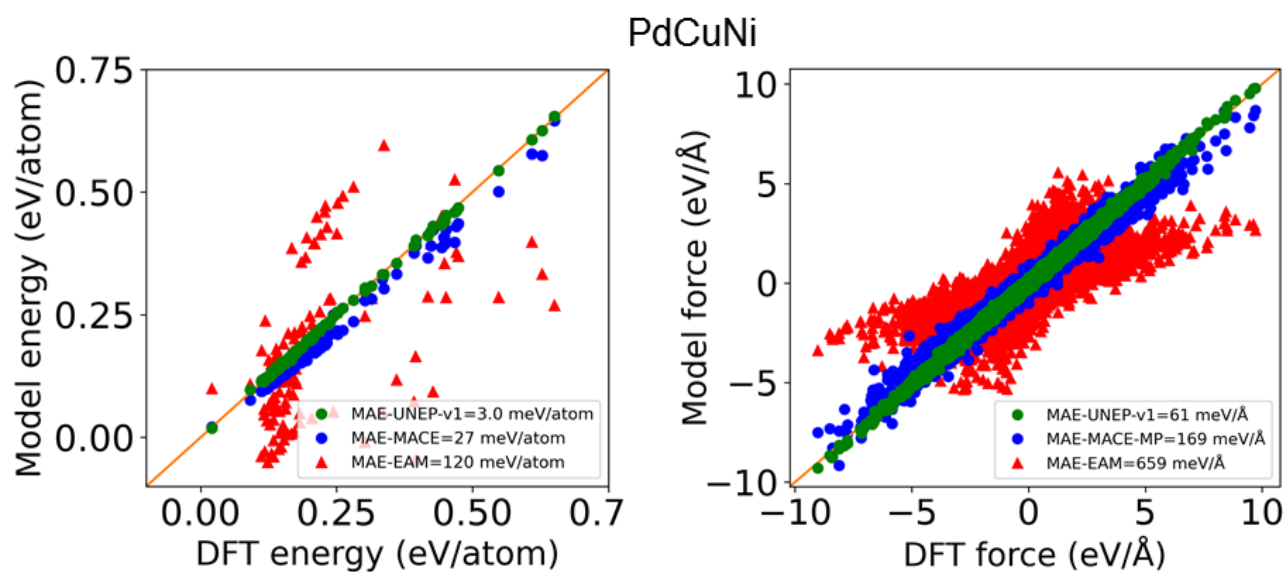 PdCuNi
Model energy (eV/atom)
0.75
0.50
0.25
0.00
MAE-UNEP-v1=3.0 meV/atom
MAE-MACE=27 meV/atom
MAE-EAM=120 meV/atom
0.00 0.25 0.50 0.7
DFT energy (eV/atom)
Model force (eV/Å)
10
5
0
−5
−10
MAE-UNEP-v1=61 meV/Å
MAE-MACE-MP=169 meV/Å
MAE-EAM=659 meV/Å
−10 −5 0 5 10
DFT force (eV/Å)